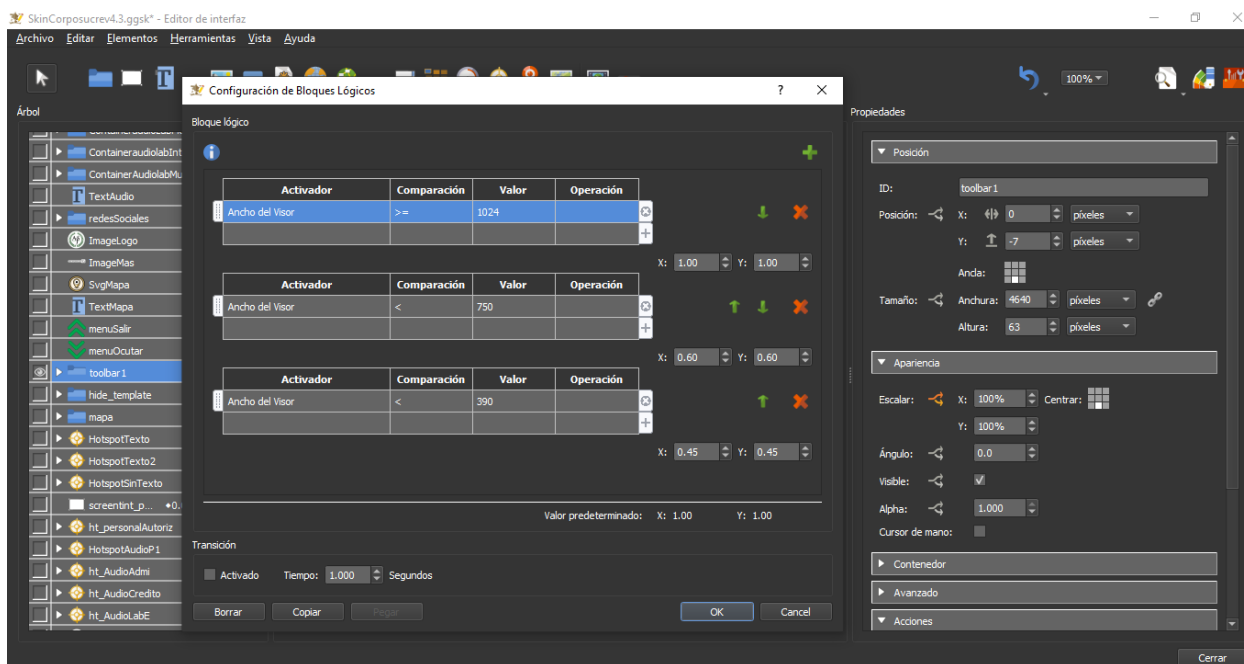 SkinCorposucrev4.3.ggsk* - Editor de interfaz
Archivo Editar Elementos Herramientas Vista Ayuda
100%
Árbol
ContaineraudiolabInt
ContainerAudiolabMu
TextAudio
redesSociales
ImageLogo
ImageMas
SvgMapa
TextMapa
menuSalir
menuOcutar
toolbar1
hide_template
mapa
HotspotTexto
HotspotTexto2
HotspotSinTexto
screentint_p... •0.
ht_personalAutoriz
HotspotAudioP1
ht_AudioAdmi
ht_AudioCredito
ht_AudioLabE
Configuración de Bloques Lógicos
Bloque lógico
Activador Comparación Valor Operación
Ancho del Visor >= 1024
X: 1.00 Y: 1.00
Activador Comparación Valor Operación
Ancho del Visor < 750
X: 0.60 Y: 0.60
Activador Comparación Valor Operación
Ancho del Visor < 390
X: 0.45 Y: 0.45
Valor predeterminado: X: 1.00 Y: 1.00
Transición
Activado Tiempo: 1.000 Segundos
Borrar Copiar Pegar OK Cancel
Propiedades
Posición
ID: toolbar1
Posición: X: 0 píxeles
Y: -7 píxeles
Ancla:
Tamaño: Anchura: 4640 píxeles
Altura: 63 píxeles
Apariencia
Escalar: X: 100% Centrar:
Y: 100%
Ángulo: 0.0
Visible:
Alpha: 1.000
Cursor de mano:
Contenedor
Avanzado
Acciones
Cerrar